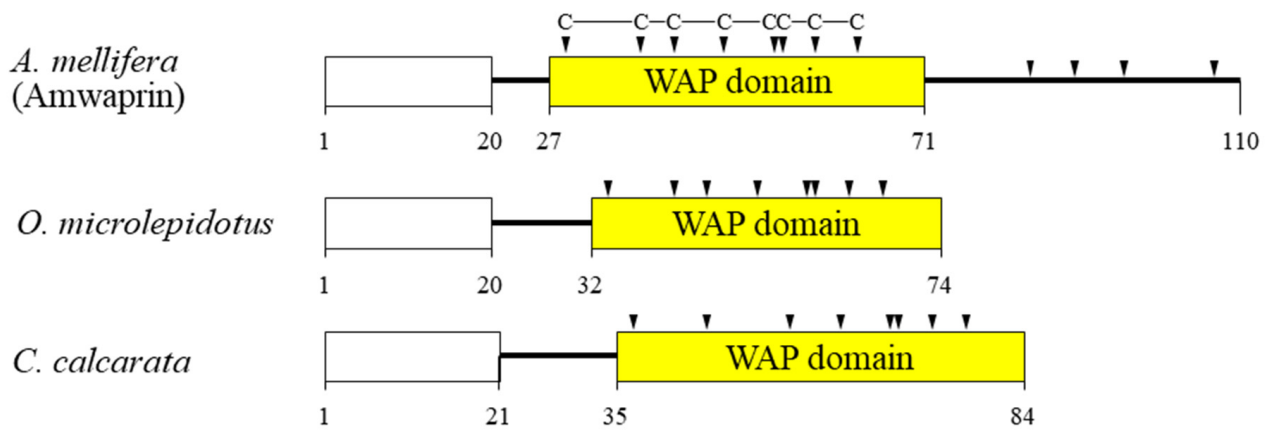 C C C C CC C C
A. mellifera
(Amwaprin)
WAP domain
1 20 27 71 110
O. microlepidotus
WAP domain
1 20 32 74
C. calcarata
WAP domain
1 21 35 84